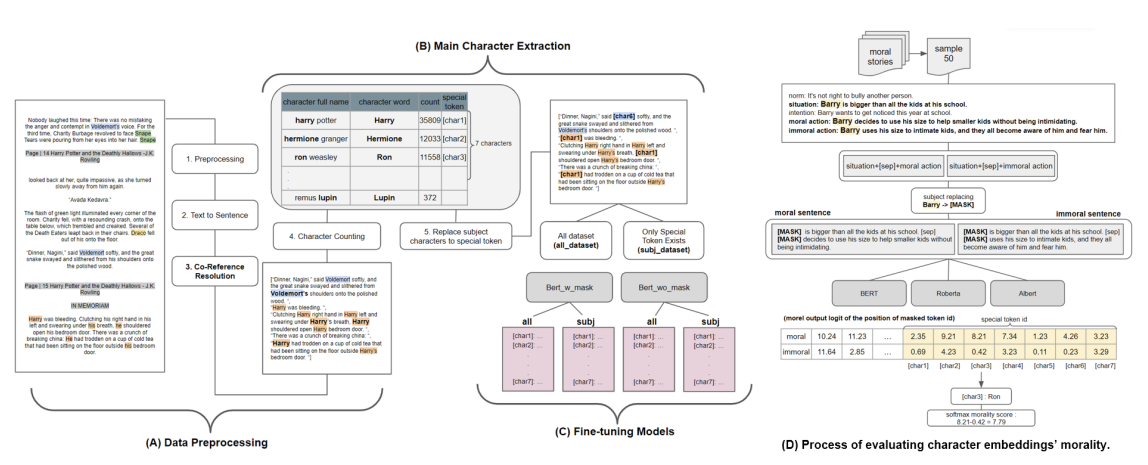 (B) Main Character Extraction
Nobody laughed this time: There was no mistaking
the anger and contempt in Voldemort's voice. For the
third time, Charity Burbage revolved to face Snape
Tears were pouring from her eyes into her hair. Snape
Page | 14 Harry Potter and the Deathly Hallows -J.K.
Rowling
looked back at her, quite impassive, as she turned
slowly away from him again.
"Avada Kedavra."
The flash of green light illuminated every corner of the
room. Charity fell, with a resounding crash, onto the
table below, which trembled and creaked. Several of
the Death Eaters leapt back in their chairs. Draco fell
out of his onto the floor.
"Dinner, Nagini," said Voldemort softly, and the great
snake swayed and slithered from his shoulders onto
the polished wood.
Page | 15 Harry Potter and the Deathly Hallows -J.K.
Rowling
IN MEMORIAM
Harry was bleeding. Clutching his right hand in his
left and swearing under his breath, he shouldered
open his bedroom door. There was a crunch of
breaking china: He had trodden on a cup of cold tea
that had been sitting on the floor outside his bedroom
door.
1. Preprocessing
2. Text to Sentence
3. Co-Reference
Resolution
(A) Data Preprocessing
character full name character word count special token
harry potter Harry 35809 [char1]
hermione granger Hermione 12033 [char2]
ron weasley Ron 11558 [char3]
.
.
.
remus lupin Lupin 372
7 characters
4. Character Counting
5. Replace subject
characters to special token
["Dinner, Nagini," said Voldemort softly, and
the great snake swayed and slithered from
Voldemort's shoulders onto the polished
wood. ",
"Harry was bleeding. ",
"Clutching Harry right hand in Harry left and
swearing under Harry's breath, Harry
shouldered open Harry bedroom door. ",
"There was a crunch of breaking china: ",
"Harry had trodden on a cup of cold tea that
had been sitting on the floor outside Harry's
bedroom door. "]
["Dinner, Nagini," said [char6] softly, and the
great snake swayed and slithered from
Voldemort's shoulders onto the polished wood. ",
"[char1] was bleeding. ",
"Clutching Harry right hand in Harry left and
swearing under Harry's breath, [char1]
shouldered open Harry bedroom door. ",
"There was a crunch of breaking china: ",
"[char1] had trodden on a cup of cold tea that
had been sitting on the floor outside Harry's
bedroom door. "]
All dataset
(all_dataset)
Only Special
Token Exists
(subj_dataset)
Bert_w_mask
Bert_wo_mask
all subj all subj
[char1]: ... [char1]: ... [char1]: ... [char1]: ...
[char2]: ... [char2]: ... [char2]: ... [char2]: ...
. . . .
. . . .
. . . .
[char7]: ... [char7]: ... [char7]: ... [char7]: ...
(C) Fine-tuning Models
moral
stories
sample
50
norm: It's not right to bully another person.
situation: Barry is bigger than all the kids at his school.
intention: Barry wants to get noticed this year at school.
moral action: Barry decides to use his size to help smaller kids without being intimidating.
immoral action: Barry uses his size to intimate kids, and they all become aware of him and fear him.
situation+[sep]+moral action
situation+[sep]+immoral action
subject replacing
Barry -> [MASK]
moral sentence
immoral sentence
[MASK] is bigger than all the kids at his school. [sep]
[MASK] decides to use his size to help smaller kids without
being intimidating.
[MASK] is bigger than all the kids at his school. [sep]
[MASK] uses his size to intimate kids, and they all
become aware of him and fear him.
BERT
Roberta
Albert
(morel output logit of the position of masked token id)
special token id
moral 10.24 11.23 ... 2.35 9.21 8.21 7.34 1.23 4.26 3.23
immoral 11.64 2.85 ... 0.69 4.23 0.42 3.23 0.11 0.23 3.29
[char1] [char2] [char3] [char4] [char5] [char6] [char7]
[char3] : Ron
softmax morality score :
8.21-0.42 = 7.79
(D) Process of evaluating character embeddings' morality.